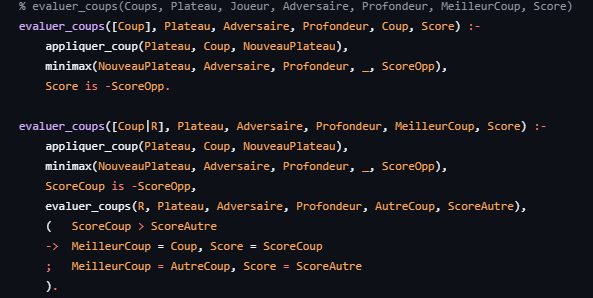 % evaluer_coups(Coups, Plateau, Joueur, Adversaire, Profondeur, MeilleurCoup, Score)
evaluer_coups([Coup], Plateau, Adversaire, Profondeur, Coup, Score) :-
    appliquer_coup(Plateau, Coup, NouveauPlateau),
    minimax(NouveauPlateau, Adversaire, Profondeur, _, ScoreOpp),
    Score is -ScoreOpp.

evaluer_coups([Coup|R], Plateau, Adversaire, Profondeur, MeilleurCoup, Score) :-
    appliquer_coup(Plateau, Coup, NouveauPlateau),
    minimax(NouveauPlateau, Adversaire, Profondeur, _, ScoreOpp),
    ScoreCoup is -ScoreOpp,
    evaluer_coups(R, Plateau, Adversaire, Profondeur, AutreCoup, ScoreAutre),
    (   ScoreCoup > ScoreAutre
    ->  MeilleurCoup = Coup, Score = ScoreCoup
    ;   MeilleurCoup = AutreCoup, Score = ScoreAutre
    ).